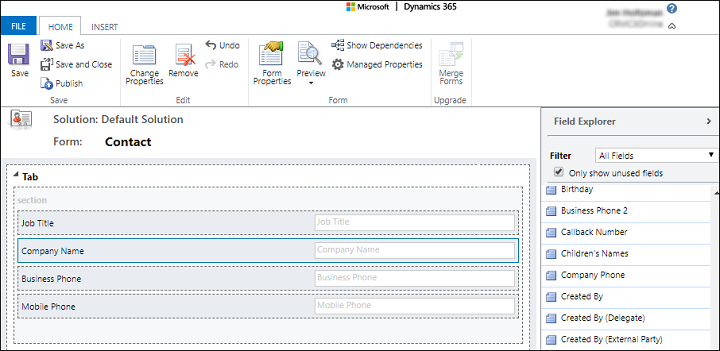 Microsoft Dynamics 365
?
FILE HOME INSERT
Save
Save As
Save and Close
Publish
Change Properties
Remove
Undo
Redo
Form Properties
Preview
Show Dependencies
Managed Properties
Merge Forms
Save Edit Form Upgrade
Solution: Default Solution
Form: Contact
Tab
section
Job Title Job Title
Company Name Company Name
Business Phone Business Phone
Mobile Phone Mobile Phone
Field Explorer
Filter All Fields
Only show unused fields
Birthday
Business Phone 2
Callback Number
Children's Names
Company Phone
Created By
Created By (Delegate)
Created By (External Party)